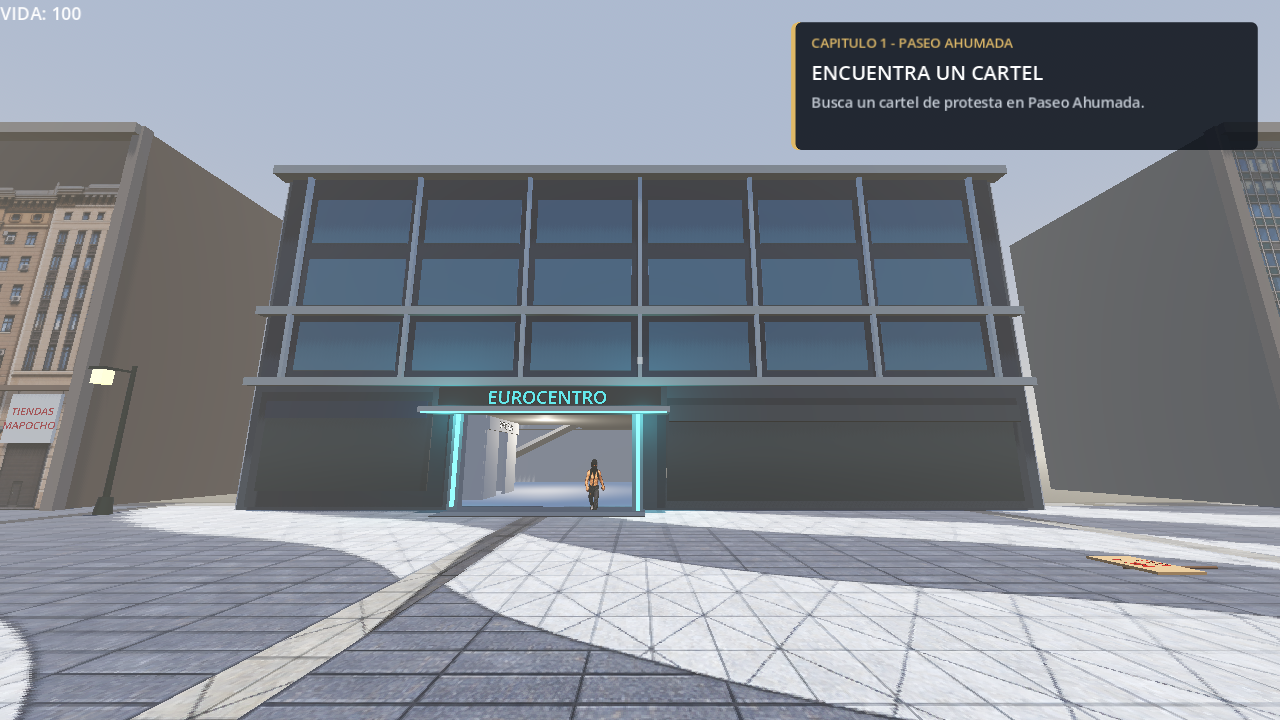 VIDA: 100
CAPITULO 1 - PASEO AHUMADA
ENCUENTRA UN CARTEL
Busca un cartel de protesta en Paseo Ahumada.
EUROCENTRO
TIENDAS
MAPOCHO